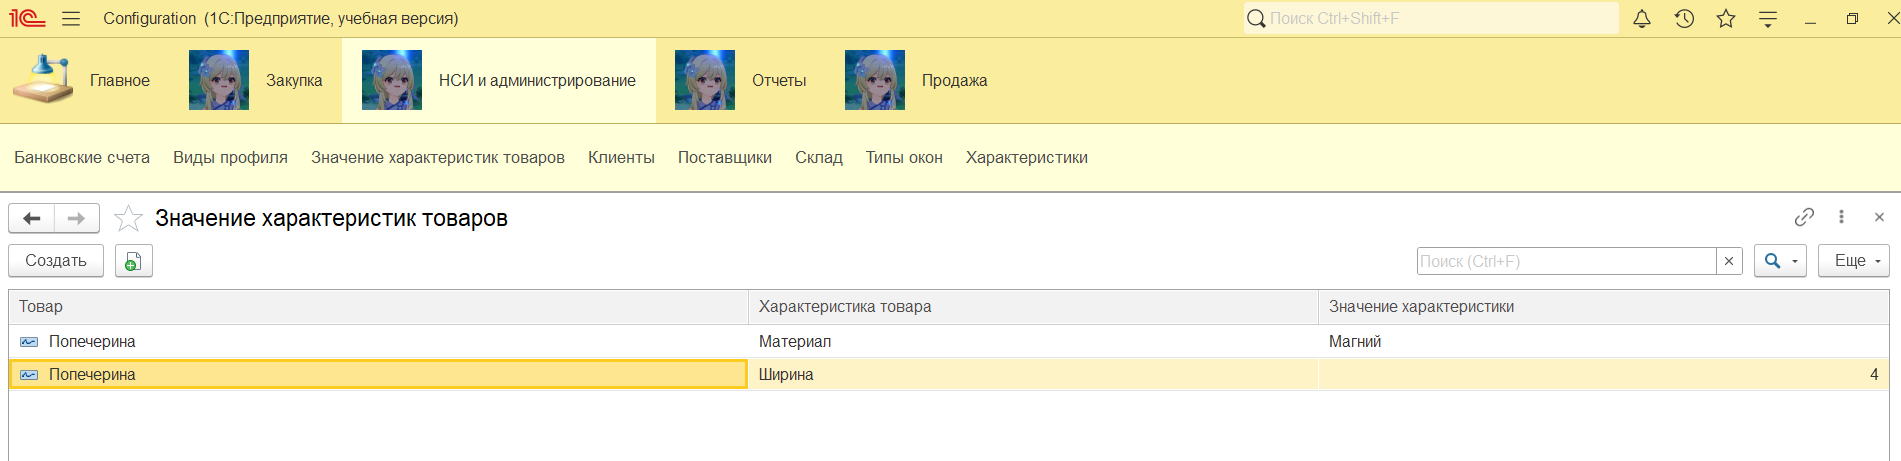 1С Configuration (1С:Предприятие, учебная версия) Поиск Ctrl+Shift+F
Главное Закупка НСИ и администрирование Отчеты Продажа
Банковские счета Виды профиля Значение характеристик товаров Клиенты Поставщики Склад Типы окон Характеристики
Значение характеристик товаров
Создать Поиск (Ctrl+F) Еще
Товар Характеристика товара Значение характеристики
Попечерина Материал Магний
Попечерина Ширина 4